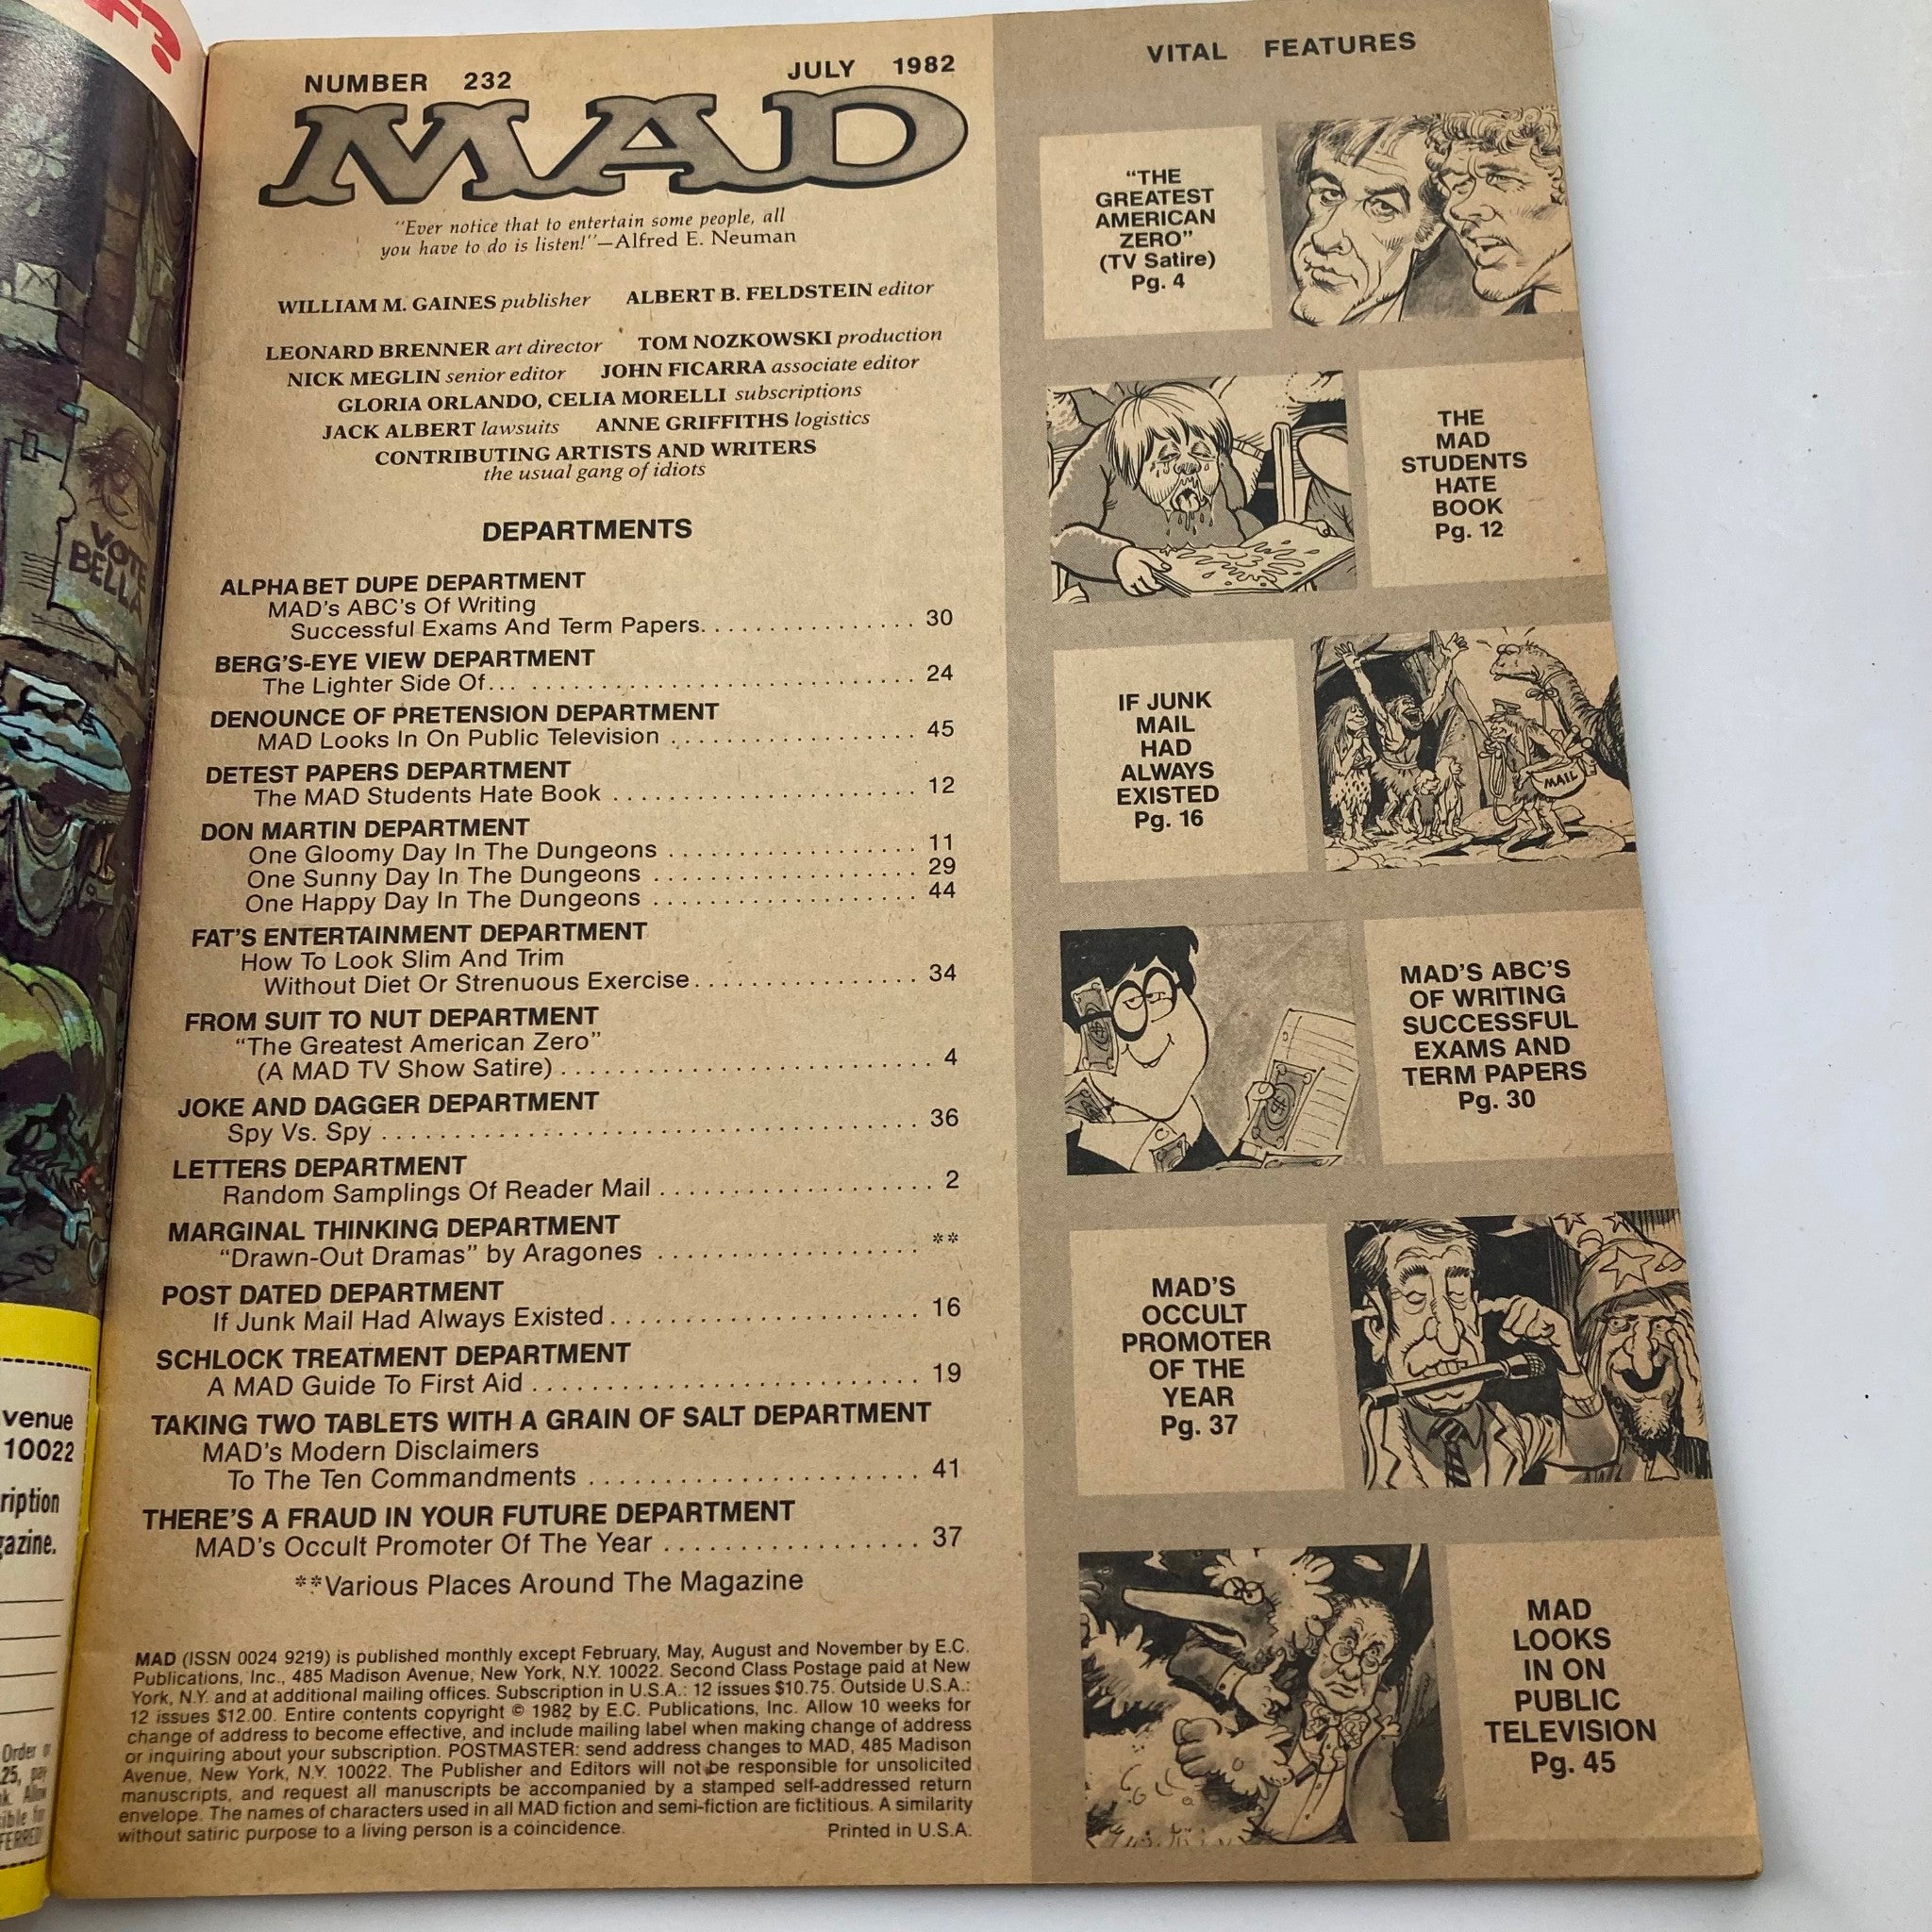 VOTE
BELLA
venue
10022
ription
gazine.
Order
25, pay
NUMBER 232
JULY 1982
MAD
"Ever notice that to entertain some people, all
you have to do is listen!"—Alfred E. Neuman
WILLIAM M. GAINES publisher ALBERT B. FELDSTEIN editor
LEONARD BRENNER art director TOM NOZKOWSKI production
NICK MEGLIN senior editor JOHN FICARRA associate editor
GLORIA ORLANDO, CELIA MORELLI subscriptions
JACK ALBERT lawsuits ANNE GRIFFITHS logistics
CONTRIBUTING ARTISTS AND WRITERS
the usual gang of idiots
DEPARTMENTS
ALPHABET DUPE DEPARTMENT
MAD's ABC's Of Writing
Successful Exams And Term Papers. . . . . . . . . . . . . . . . 30
BERG'S-EYE VIEW DEPARTMENT
The Lighter Side Of... . . . . . . . . . . . . . . . . . . . . . . . . . . . . . 24
DENOUNCE OF PRETENSION DEPARTMENT
MAD Looks In On Public Television . . . . . . . . . . . . . . . . . . 45
DETEST PAPERS DEPARTMENT
The MAD Students Hate Book . . . . . . . . . . . . . . . . . . . . . . 12
DON MARTIN DEPARTMENT
One Gloomy Day In The Dungeons . . . . . . . . . . . . . . . . . . 11
One Sunny Day In The Dungeons . . . . . . . . . . . . . . . . . . . 29
One Happy Day In The Dungeons . . . . . . . . . . . . . . . . . . . 44
FAT'S ENTERTAINMENT DEPARTMENT
How To Look Slim And Trim
Without Diet Or Strenuous Exercise. . . . . . . . . . . . . . . . 34
FROM SUIT TO NUT DEPARTMENT
"The Greatest American Zero"
(A MAD TV Show Satire) . . . . . . . . . . . . . . . . . . . . . . . . . . 4
JOKE AND DAGGER DEPARTMENT
Spy Vs. Spy . . . . . . . . . . . . . . . . . . . . . . . . . . . . . . . . . . . . . 36
LETTERS DEPARTMENT
Random Samplings Of Reader Mail . . . . . . . . . . . . . . . . . . . 2
MARGINAL THINKING DEPARTMENT
"Drawn-Out Dramas" by Aragones . . . . . . . . . . . . . . . . . . **
POST DATED DEPARTMENT
If Junk Mail Had Always Existed . . . . . . . . . . . . . . . . . . . . . 16
SCHLOCK TREATMENT DEPARTMENT
A MAD Guide To First Aid . . . . . . . . . . . . . . . . . . . . . . . . . . 19
TAKING TWO TABLETS WITH A GRAIN OF SALT DEPARTMENT
MAD's Modern Disclaimers
To The Ten Commandments . . . . . . . . . . . . . . . . . . . . . . . 41
THERE'S A FRAUD IN YOUR FUTURE DEPARTMENT
MAD's Occult Promoter Of The Year . . . . . . . . . . . . . . . . . 37
**Various Places Around The Magazine
MAD (ISSN 0024 9219) is published monthly except February, May, August and November by E.C.
Publications, Inc., 485 Madison Avenue, New York, N.Y. 10022. Second Class Postage paid at New
York, N.Y. and at additional mailing offices. Subscription in U.S.A.: 12 issues $10.75. Outside U.S.A.:
12 issues $12.00. Entire contents copyright © 1982 by E.C. Publications, Inc. Allow 10 weeks for
change of address to become effective, and include mailing label when making change of address
or inquiring about your subscription. POSTMASTER: send address changes to MAD, 485 Madison
Avenue, New York, N.Y. 10022. The Publisher and Editors will not be responsible for unsolicited
manuscripts, and request all manuscripts be accompanied by a stamped self-addressed return
envelope. The names of characters used in all MAD fiction and semi-fiction are fictitious. A similarity
without satiric purpose to a living person is a coincidence. Printed in U.S.A.
VITAL FEATURES
"THE
GREATEST
AMERICAN
ZERO"
(TV Satire)
Pg. 4
THE
MAD
STUDENTS
HATE
BOOK
Pg. 12
IF JUNK
MAIL
HAD
ALWAYS
EXISTED
Pg. 16
MAIL
MAD'S ABC'S
OF WRITING
SUCCESSFUL
EXAMS AND
TERM PAPERS
Pg. 30
MAD'S
OCCULT
PROMOTER
OF THE
YEAR
Pg. 37
MAD
LOOKS
IN ON
PUBLIC
TELEVISION
Pg. 45